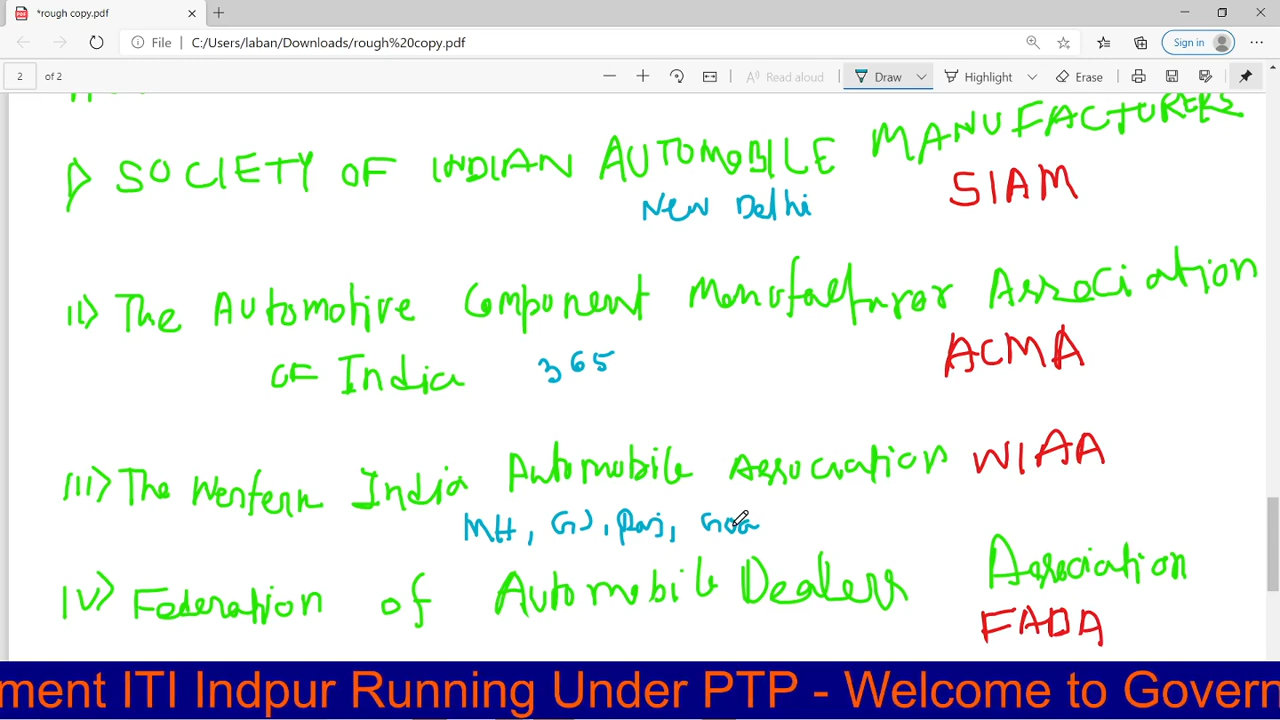 *rough copy.pdf
File C:/Users/laban/Downloads/rough%20copy.pdf Sign in
2 of 2 Read aloud Draw Highlight Erase
I) SOCIETY OF INDIAN AUTOMOBILE MANUFACTURERS
New Delhi SIAM
II) The Automotive Component Manufacturer Association
of India 365 ACMA
III) The Western India Automobile Association WIAA
MH, GJ, Raj, Goa
IV) Federation of Automobile Dealers Association
FADA
ment ITI Indpur Running Under PTP - Welcome to Govern